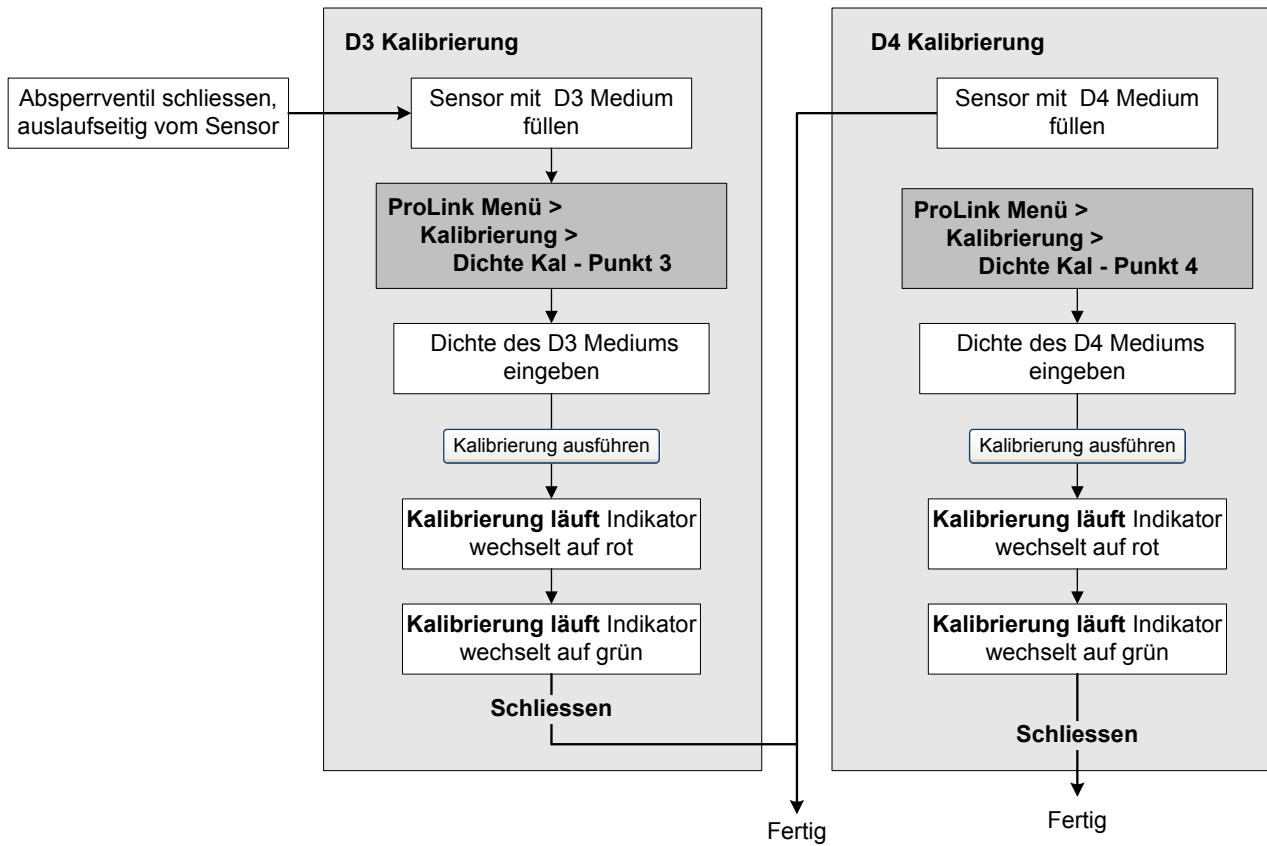 D3 Kalibrierung
Absperrventil schliessen,
auslaufseitig vom Sensor
Sensor mit D3 Medium
füllen
ProLink Menü >
Kalibrierung >
Dichte Kal - Punkt 3
Dichte des D3 Mediums
eingeben
Kalibrierung ausführen
Kalibrierung läuft Indikator
wechselt auf rot
Kalibrierung läuft Indikator
wechselt auf grün
Schliessen
Fertig
D4 Kalibrierung
Sensor mit D4 Medium
füllen
ProLink Menü >
Kalibrierung >
Dichte Kal - Punkt 4
Dichte des D4 Mediums
eingeben
Kalibrierung ausführen
Kalibrierung läuft Indikator
wechselt auf rot
Kalibrierung läuft Indikator
wechselt auf grün
Schliessen
Fertig